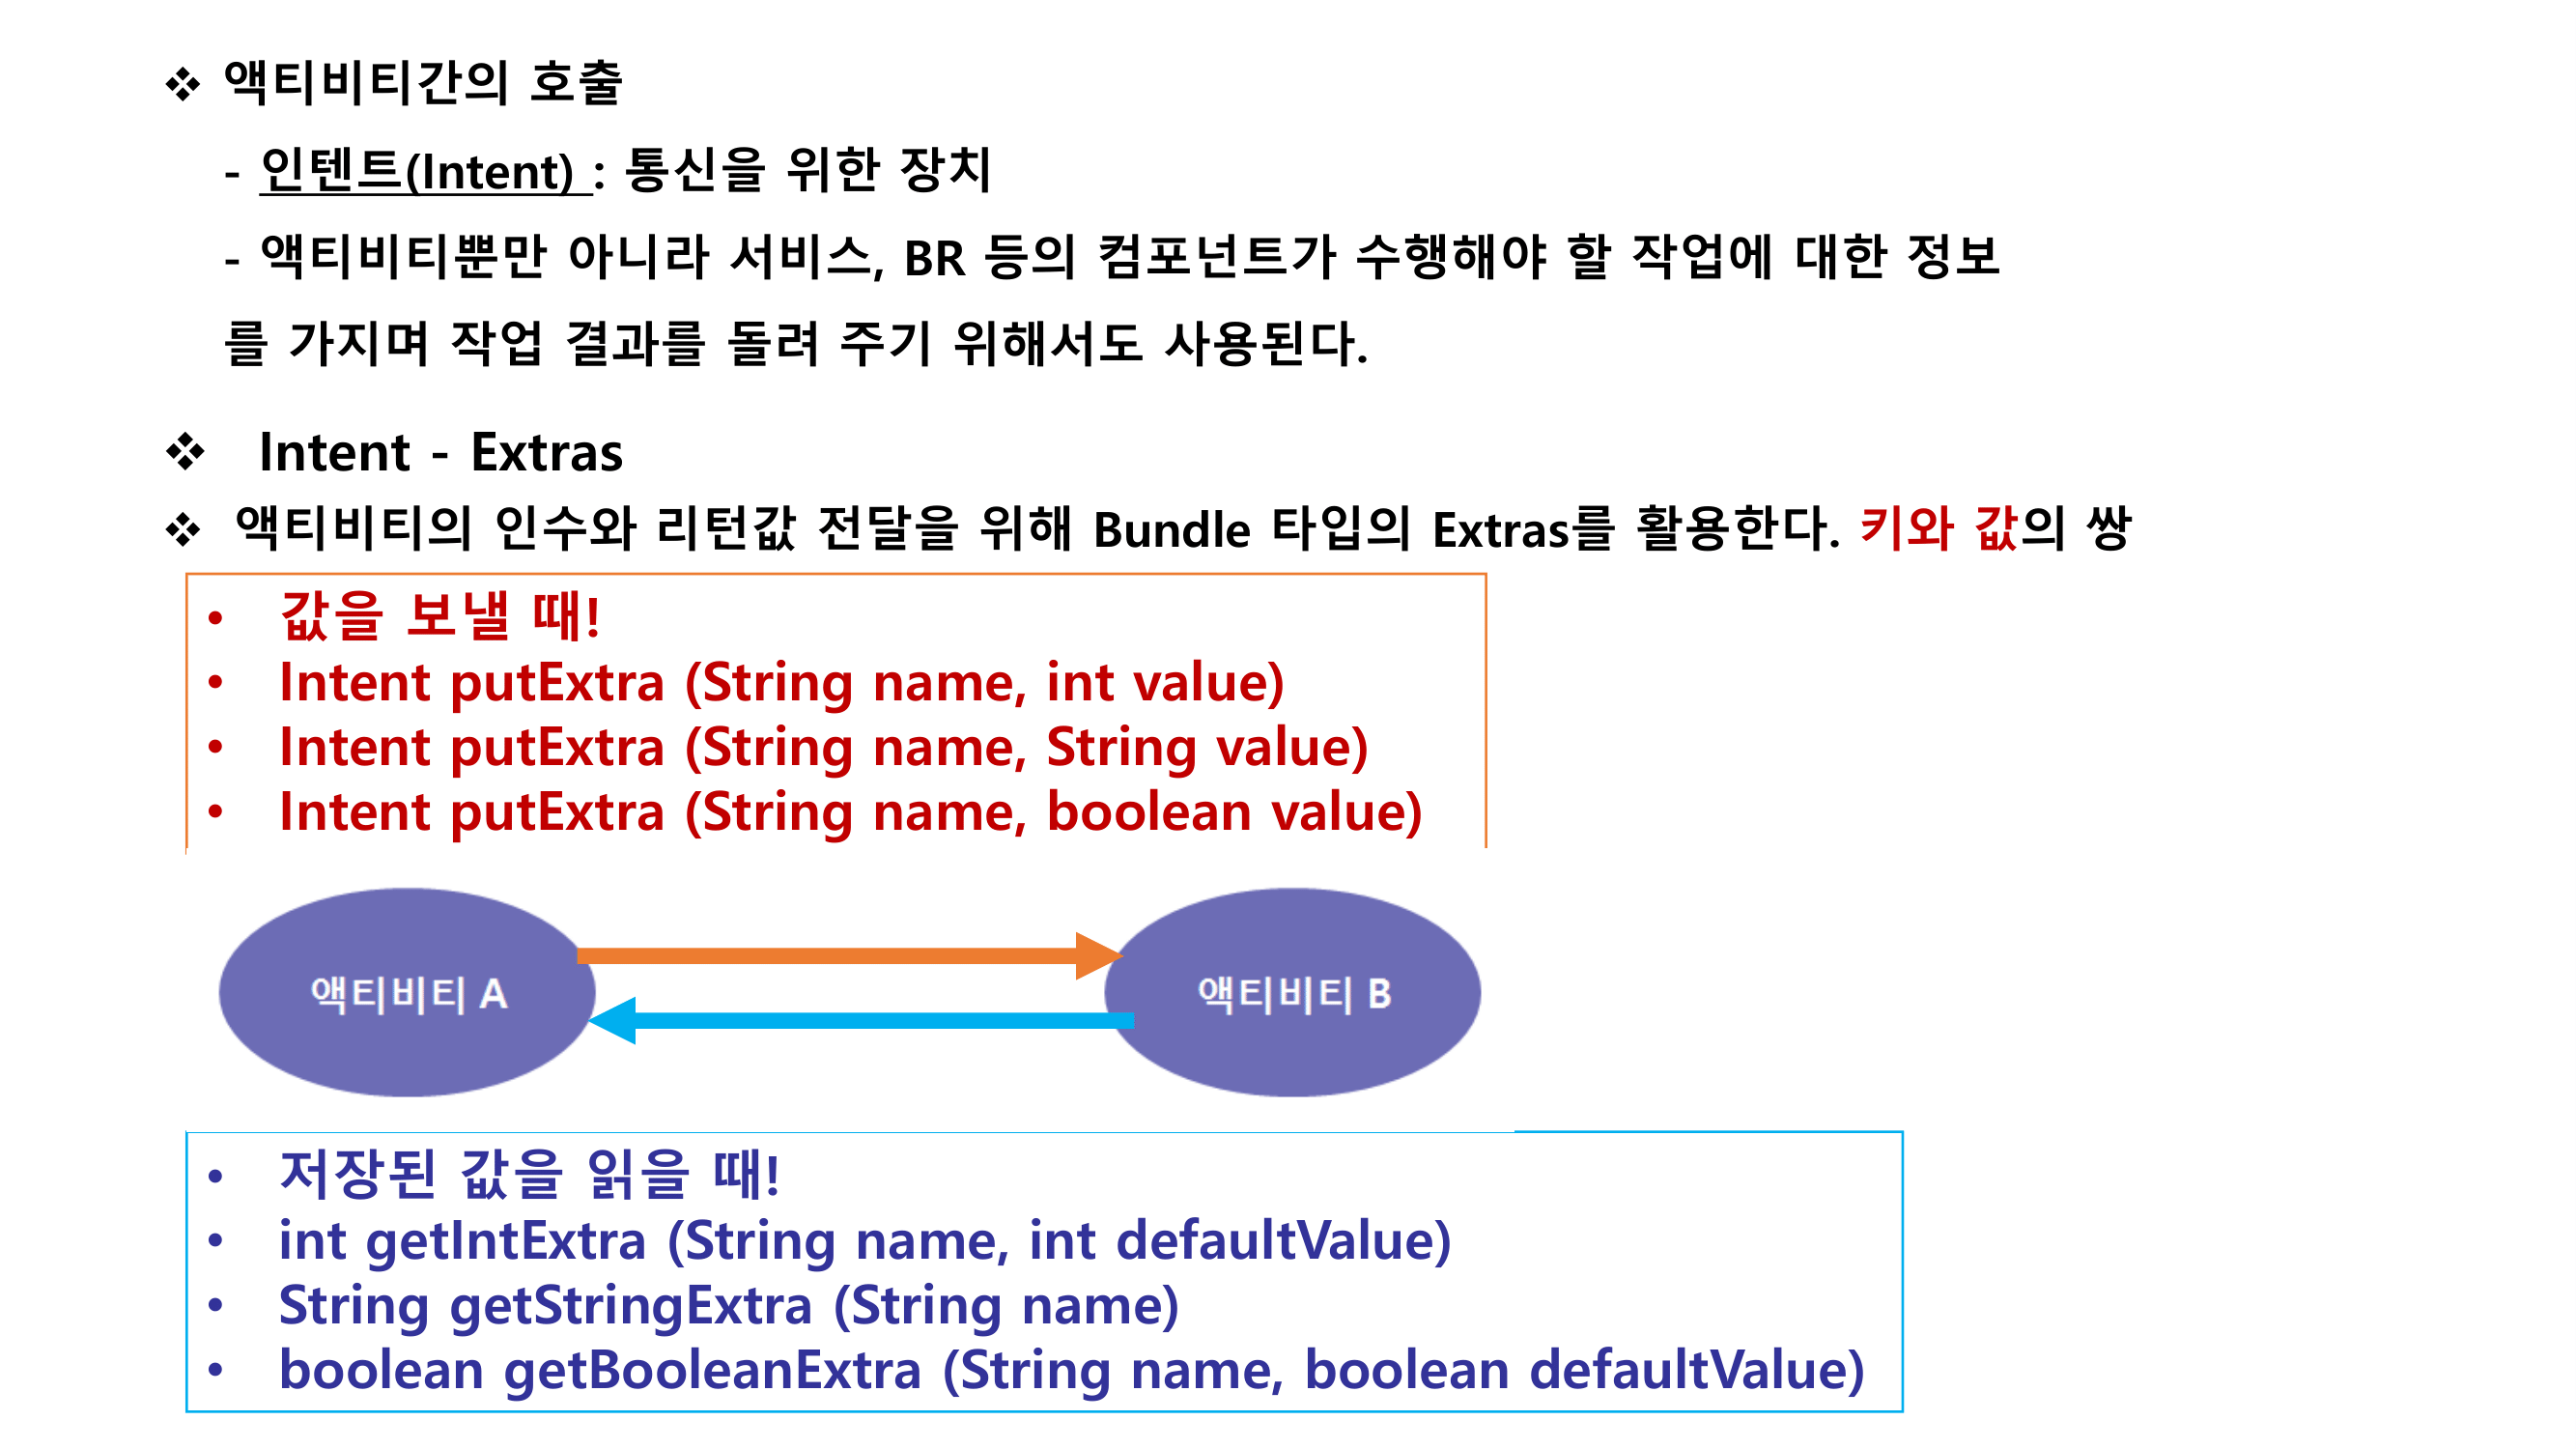 ❖ 액티비티간의 호출
- 인텐트(Intent) : 통신을 위한 장치
- 액티비티뿐만 아니라 서비스, BR 등의 컴포넌트가 수행해야 할 작업에 대한 정보
를 가지며 작업 결과를 돌려 주기 위해서도 사용된다.
❖ Intent - Extras
❖ 액티비티의 인수와 리턴값 전달을 위해 Bundle 타입의 Extras를 활용한다. 키와 값의 쌍
• 값을 보낼 때!
• Intent putExtra (String name, int value)
• Intent putExtra (String name, String value)
• Intent putExtra (String name, boolean value)
액티비티 A
액티비티 B
• 저장된 값을 읽을 때!
• int getIntExtra (String name, int defaultValue)
• String getStringExtra (String name)
• boolean getBooleanExtra (String name, boolean defaultValue)